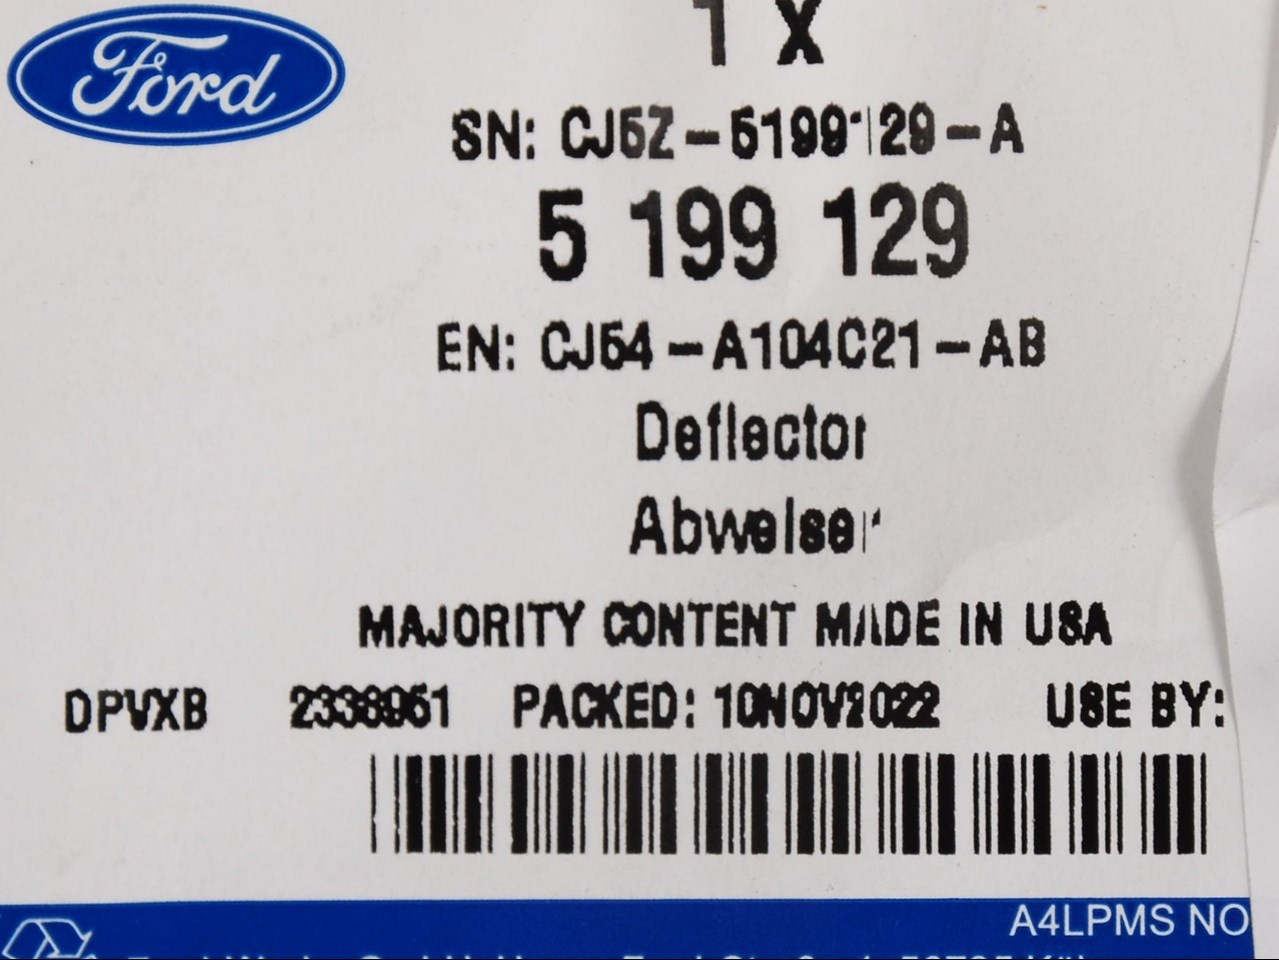 Ford
1 X
SN: CJ5Z-5199129-A
5 199 129
EN: CJ54-A104C21-AB
Deflector
Abweiser
MAJORITY CONTENT MADE IN USA
DPVXB 2338951 PACKED: 10NOV2022 USE BY:
A4LPMS NO